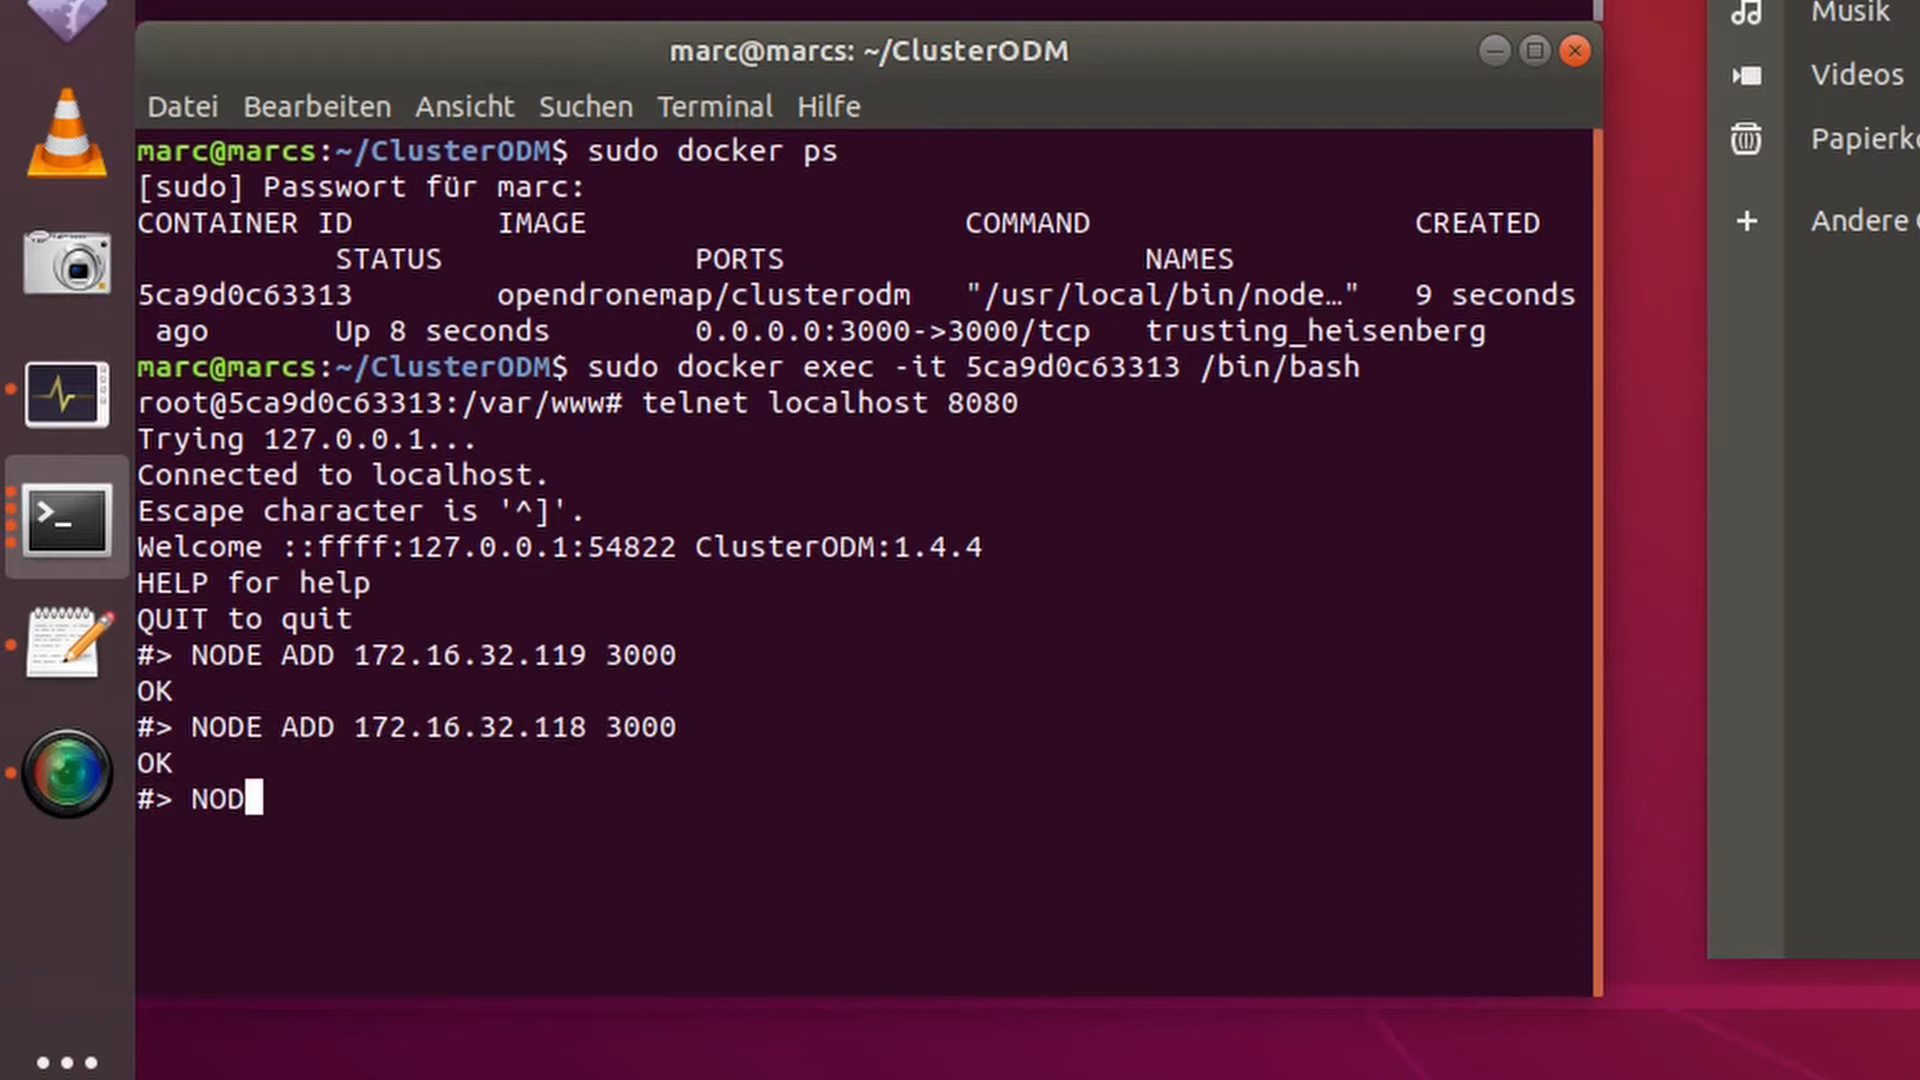 Musik
marc@marcs: ~/ClusterODM
Videos
Datei Bearbeiten Ansicht Suchen Terminal Hilfe
marc@marcs:~/ClusterODM$ sudo docker ps
[sudo] Passwort für marc:
CONTAINER ID IMAGE COMMAND CREATED
STATUS PORTS NAMES
5ca9d0c63313 opendronemap/clusterodm "/usr/local/bin/node…" 9 seconds
ago Up 8 seconds 0.0.0.0:3000->3000/tcp trusting_heisenberg
marc@marcs:~/ClusterODM$ sudo docker exec -it 5ca9d0c63313 /bin/bash
root@5ca9d0c63313:/var/www# telnet localhost 8080
Trying 127.0.0.1...
Connected to localhost.
Escape character is '^]'.
Welcome ::ffff:127.0.0.1:54822 ClusterODM:1.4.4
HELP for help
QUIT to quit
#> NODE ADD 172.16.32.119 3000
OK
#> NODE ADD 172.16.32.118 3000
OK
#> NOD
Andere